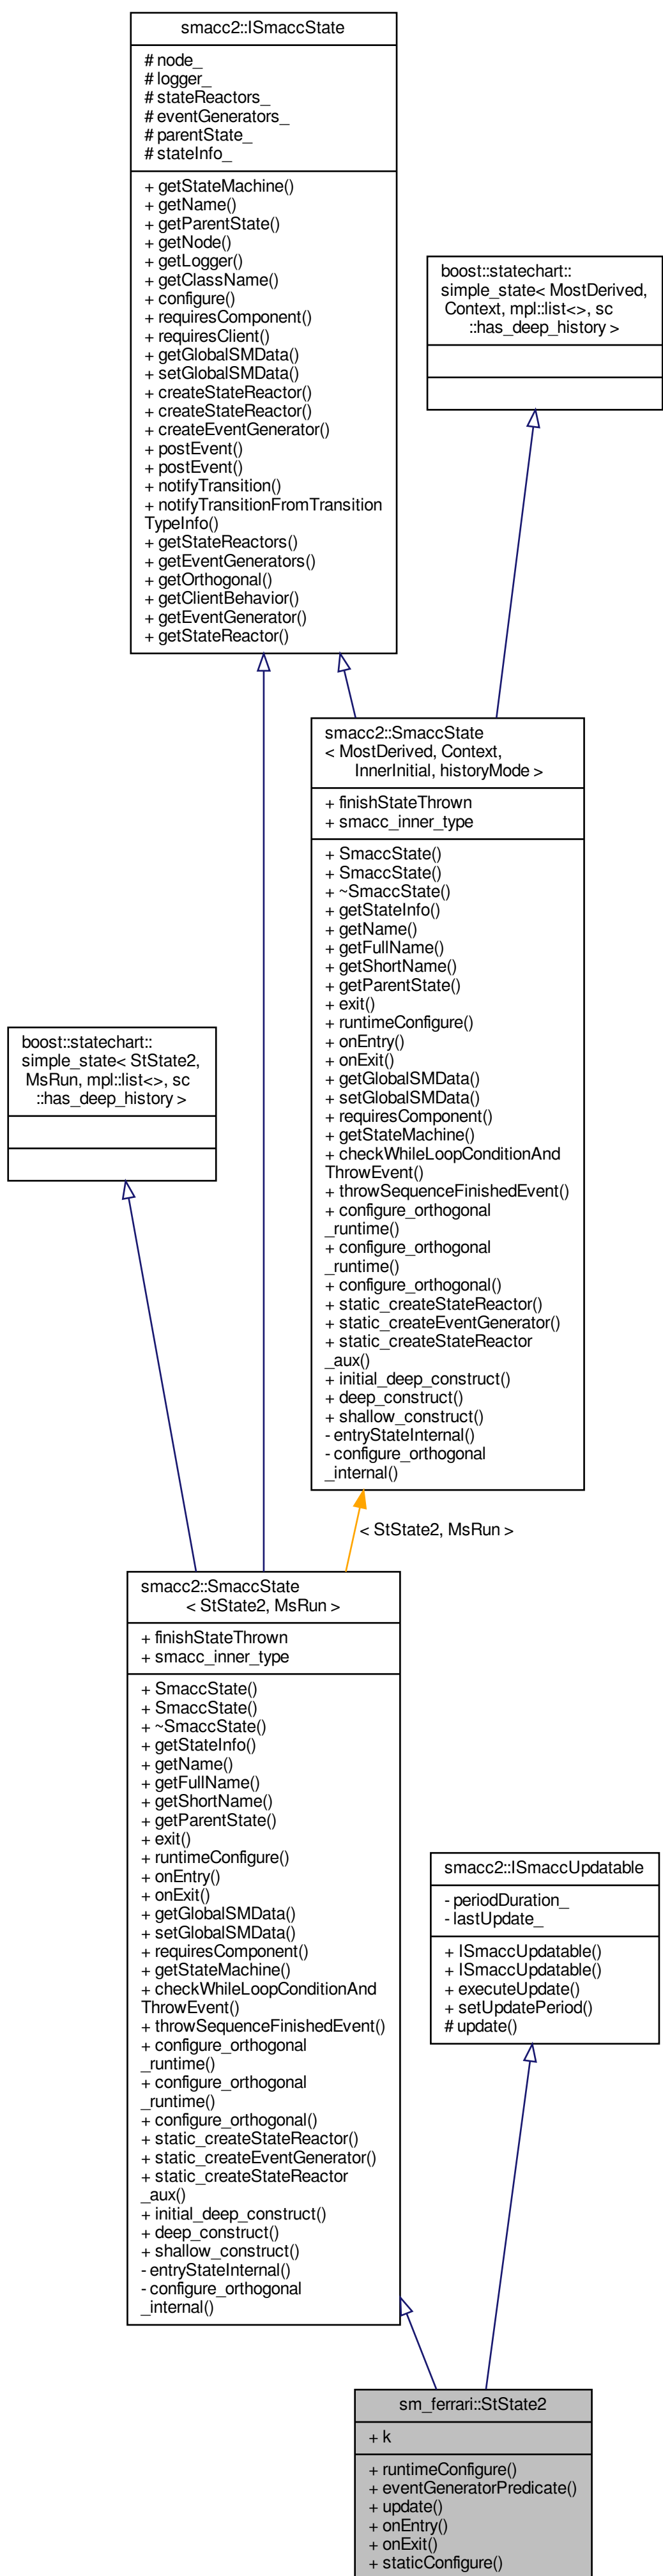 smacc2::ISmaccState
# node_
# logger_
# stateReactors_
# eventGenerators_
# parentState_
# stateInfo_
+ getStateMachine()
+ getName()
+ getParentState()
+ getNode()
+ getLogger()
+ getClassName()
+ configure()
+ requiresComponent()
+ requiresClient()
+ getGlobalSMData()
+ setGlobalSMData()
+ createStateReactor()
+ createStateReactor()
+ createEventGenerator()
+ postEvent()
+ postEvent()
+ notifyTransition()
+ notifyTransitionFromTransition
TypeInfo()
+ getStateReactors()
+ getEventGenerators()
+ getOrthogonal()
+ getClientBehavior()
+ getEventGenerator()
+ getStateReactor()
boost::statechart::
simple_state< MostDerived,
Context, mpl::list<>, sc
::has_deep_history >
smacc2::SmaccState
< MostDerived, Context,
InnerInitial, historyMode >
+ finishStateThrown
+ smacc_inner_type
+ SmaccState()
+ SmaccState()
+ ~SmaccState()
+ getStateInfo()
+ getName()
+ getFullName()
+ getShortName()
+ getParentState()
+ exit()
+ runtimeConfigure()
+ onEntry()
+ onExit()
+ getGlobalSMData()
+ setGlobalSMData()
+ requiresComponent()
+ getStateMachine()
+ checkWhileLoopConditionAnd
ThrowEvent()
+ throwSequenceFinishedEvent()
+ configure_orthogonal
_runtime()
+ configure_orthogonal
_runtime()
+ configure_orthogonal()
+ static_createStateReactor()
+ static_createEventGenerator()
+ static_createStateReactor
_aux()
+ initial_deep_construct()
+ deep_construct()
+ shallow_construct()
- entryStateInternal()
- configure_orthogonal
_internal()
boost::statechart::
simple_state< StState2,
MsRun, mpl::list<>, sc
::has_deep_history >
< StState2, MsRun >
smacc2::SmaccState
< StState2, MsRun >
+ finishStateThrown
+ smacc_inner_type
+ SmaccState()
+ SmaccState()
+ ~SmaccState()
+ getStateInfo()
+ getName()
+ getFullName()
+ getShortName()
+ getParentState()
+ exit()
+ runtimeConfigure()
+ onEntry()
+ onExit()
+ getGlobalSMData()
+ setGlobalSMData()
+ requiresComponent()
+ getStateMachine()
+ checkWhileLoopConditionAnd
ThrowEvent()
+ throwSequenceFinishedEvent()
+ configure_orthogonal
_runtime()
+ configure_orthogonal
_runtime()
+ configure_orthogonal()
+ static_createStateReactor()
+ static_createEventGenerator()
+ static_createStateReactor
_aux()
+ initial_deep_construct()
+ deep_construct()
+ shallow_construct()
- entryStateInternal()
- configure_orthogonal
_internal()
smacc2::ISmaccUpdatable
- periodDuration_
- lastUpdate_
+ ISmaccUpdatable()
+ ISmaccUpdatable()
+ executeUpdate()
+ setUpdatePeriod()
# update()
sm_ferrari::StState2
+ k
+ runtimeConfigure()
+ eventGeneratorPredicate()
+ update()
+ onEntry()
+ onExit()
+ staticConfigure()